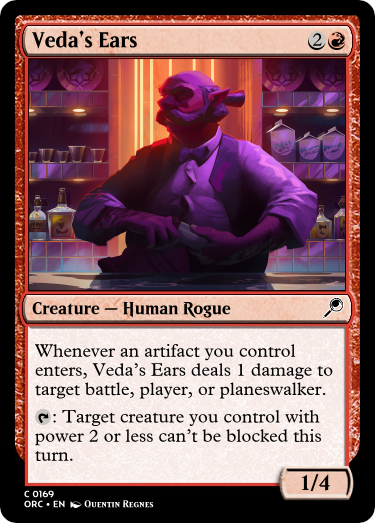 Veda's Ears 2
Creature — Human Rogue
Whenever an artifact you control
enters, Veda's Ears deals 1 damage to
target battle, player, or planeswalker.
: Target creature you control with
power 2 or less can't be blocked this
turn.
1/4
C 0169
ORC • EN Quentin Regnes